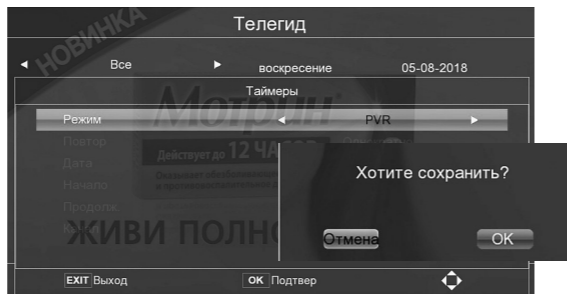 Телегид
НОВИНКА
Все воскресение 05-08-2018
Таймеры
Мотрин
Режим PVR
Повтор
Дата
Действует до 12 ЧА
Начало
Продолж.
Хотите сохранить?
ЖИВИ ПОЛНО
Отмена OK
EXIT Выход OK Подтвер